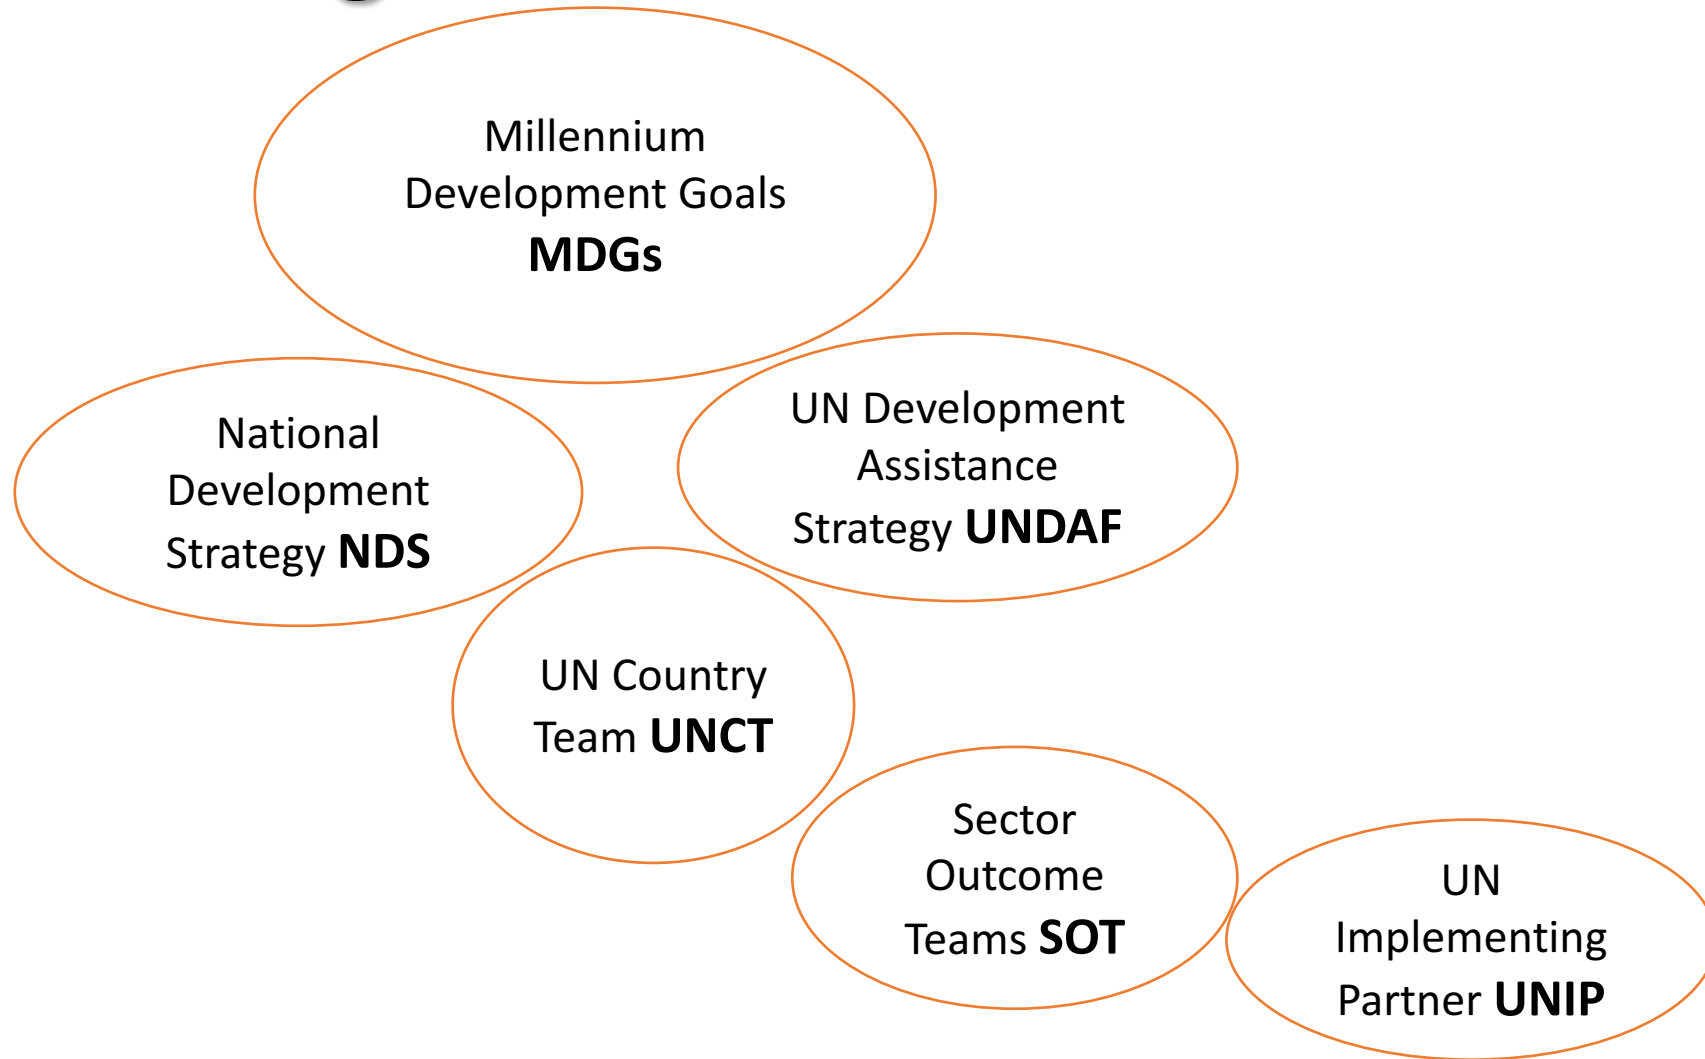 Millennium
Development Goals
MDGs
National
Development
Strategy NDS
UN Development
Assistance
Strategy UNDAF
UN Country
Team UNCT
Sector
Outcome
Teams SOT
UN
Implementing
Partner UNIP